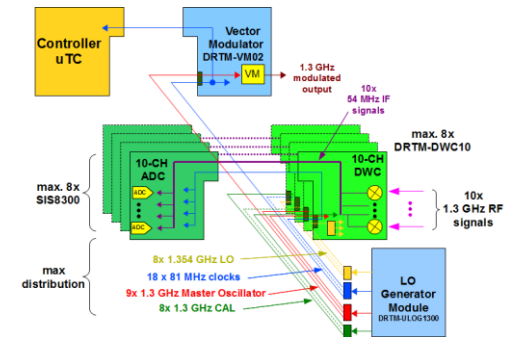 Controller
uTC
Vector
Modulator
DRTM-VM02
VM
1.3 GHz
modulated
output
10x
54 MHz IF
signals
max. 8x
DRTM-DWC10
10-CH
ADC
10-CH
DWC
max. 8x
SIS8300
ADC
ADC
10x
1.3 GHz RF
signals
max
distribution
8x 1.354 GHz LO
18 x 81 MHz clocks
9x 1.3 GHz Master Oscillator
8x 1.3 GHz CAL
LO
Generator
Module
DRTM-ULOG1300